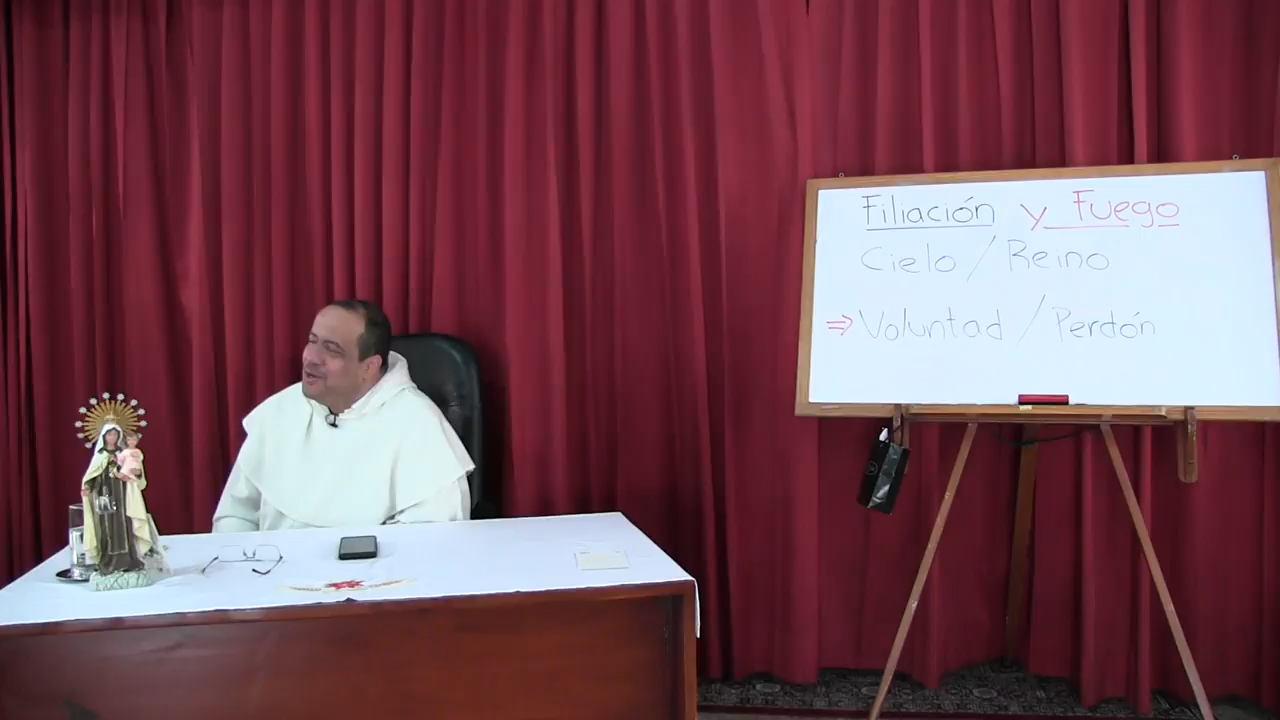 Filiación y Fuego
Cielo / Reino
⇒ Voluntad / Perdón